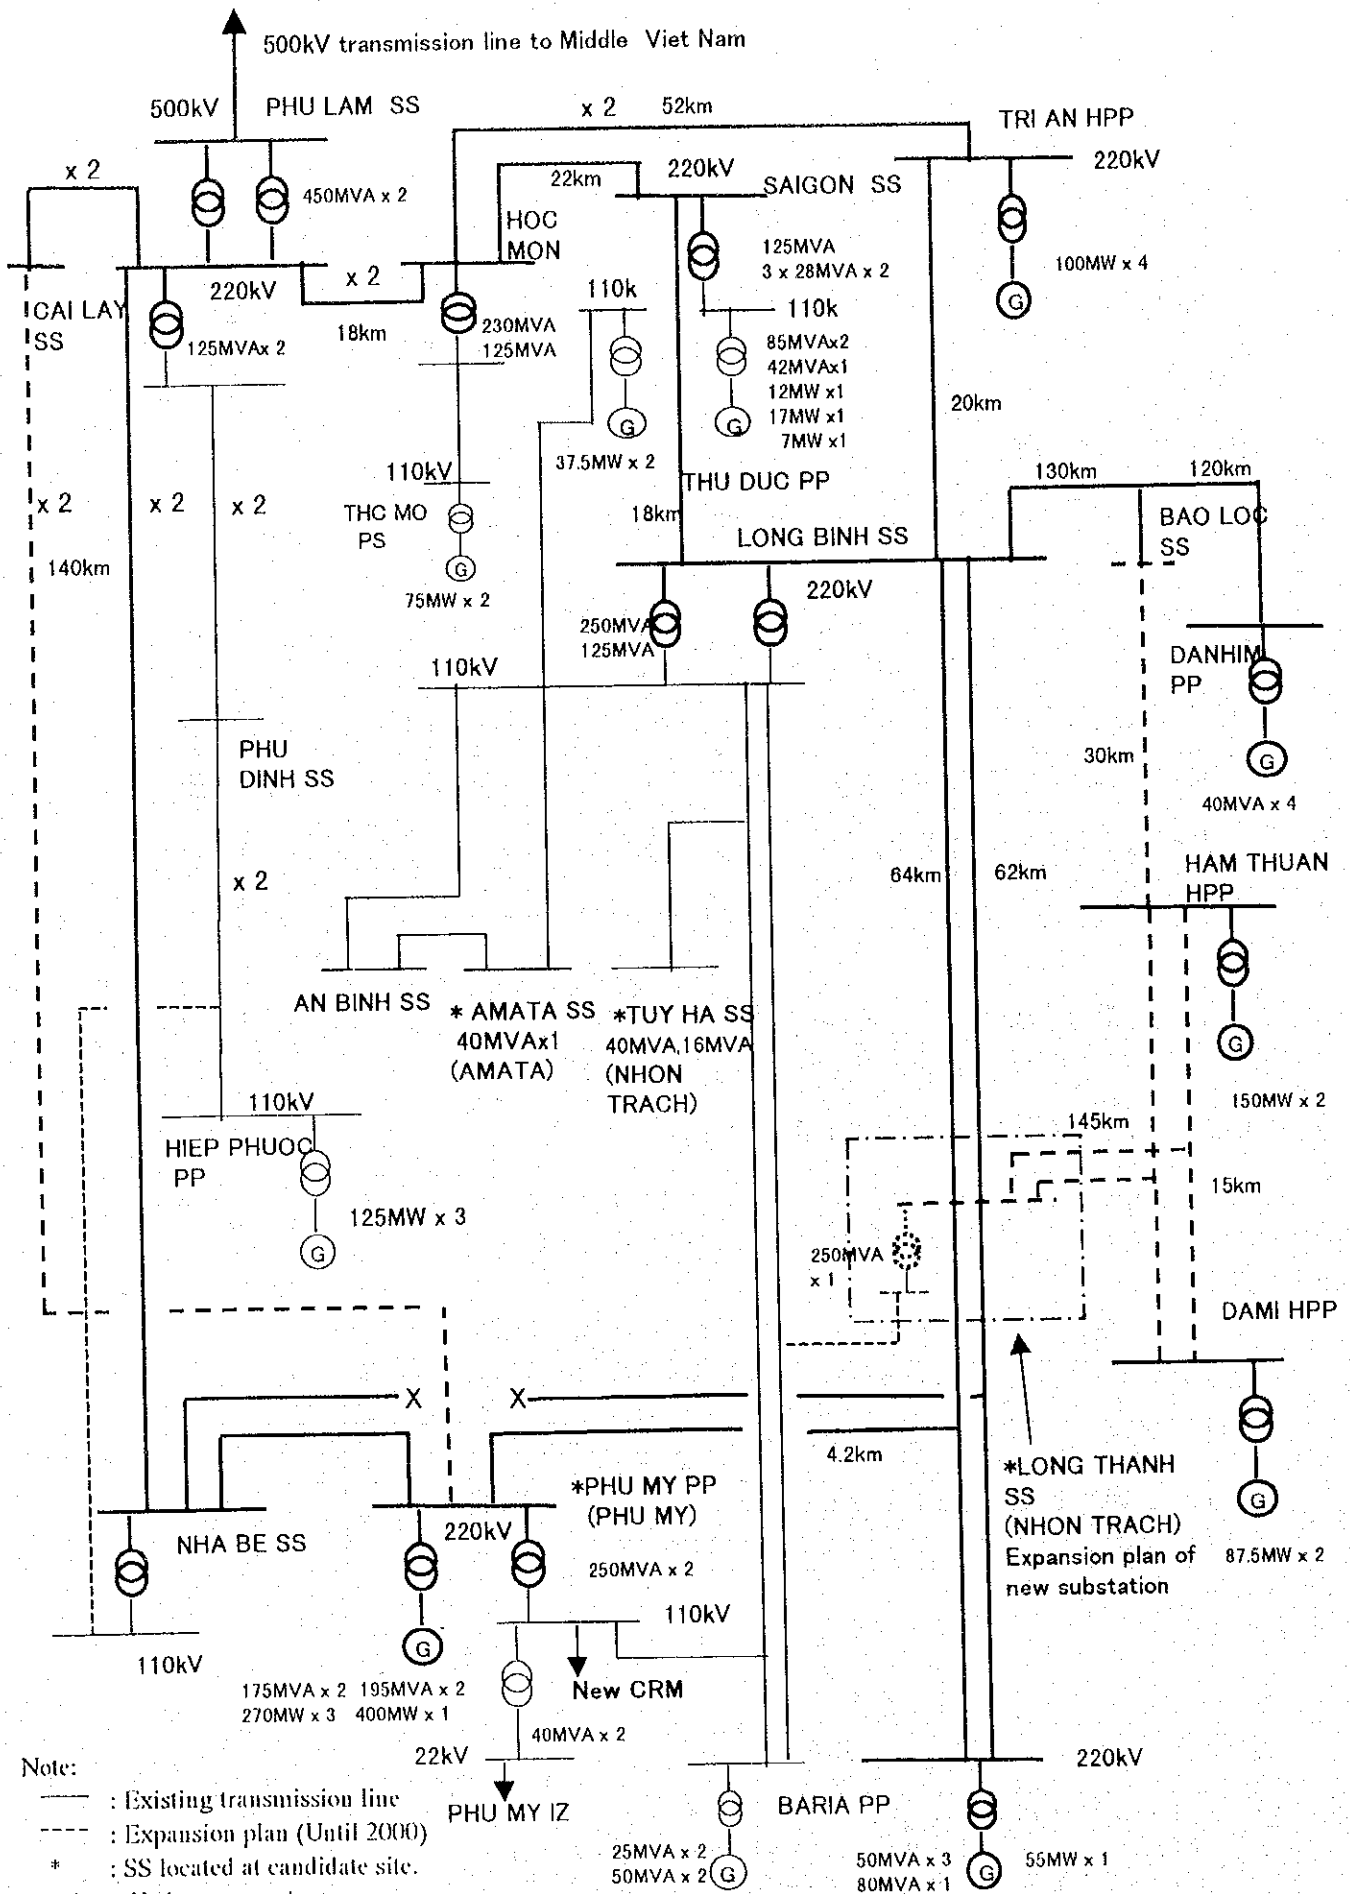 500kV transmission line to Middle Viet Nam
500kV
PHU LAM SS
x 2
52km
TRI AN HPP
x 2
450MVA x 2
22km
220kV
SAIGON SS
220kV
HOC
MON
125MVA
3 x 28MVA x 2
100MW x 4
G
CAI LAY
SS
220kV
x 2
18km
125MVAx 2
230MVA
125MVA
110k
110k
85MVAx2
42MVAx1
12MW x1
17MW x1
7MW x1
G
G
37.5MW x 2
20km
THU DUC PP
110kV
THC MO
PS
G
75MW x 2
x 2
x 2
x 2
140km
18km
LONG BINH SS
220kV
130km
120km
BAO LOC
SS
250MVA
125MVA
110kV
DANHIM
PP
G
40MVA x 4
30km
PHU
DINH SS
x 2
64km
62km
HAM THUAN
HPP
G
150MW x 2
AN BINH SS
* AMATA SS
40MVAx1
(AMATA)
*TUY HA SS
40MVA,16MVA
(NHON
TRACH)
110kV
HIEP PHUOC
PP
125MW x 3
G
145km
15km
250MVA
x 1
DAMI HPP
X
X
4.2km
*LONG THANH
SS
(NHON TRACH)
Expansion plan of
new substation
G
87.5MW x 2
NHA BE SS
*PHU MY PP
(PHU MY)
220kV
250MVA x 2
110kV
110kV
G
175MVA x 2 195MVA x 2
270MW x 3 400MW x 1
New CRM
40MVA x 2
22kV
PHU MY IZ
BARIA PP
220kV
25MVA x 2
50MVA x 2
G
50MVA x 3
80MVA x 1
G
55MW x 1
Note:
: Existing transmission line
: Expansion plan (Until 2000)
* : SS located at candidate site.